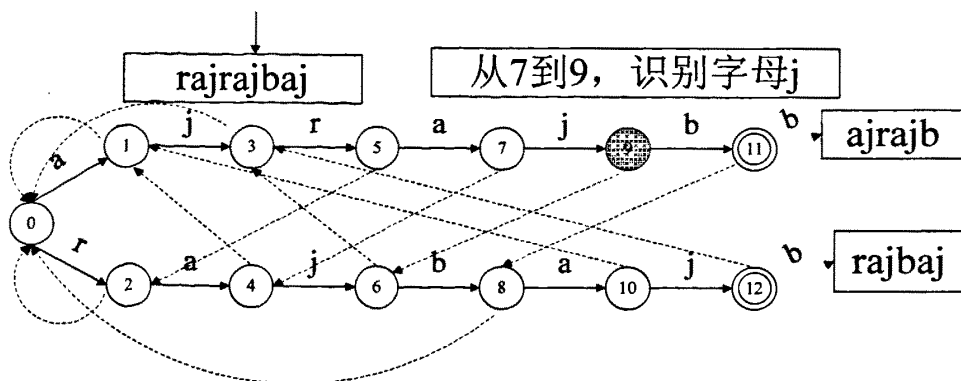 rajrajbaj
从7到9，识别字母j
j r a j b b
a 1 3 5 7 9 11 ajrajb
0
r a j b a j b
2 4 6 8 10 12 rajbaj